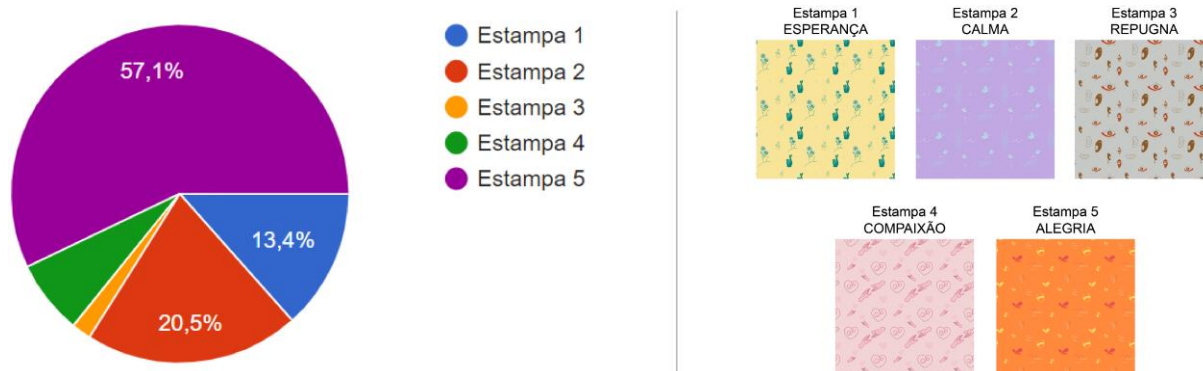 57,1%
13,4%
20,5%
Estampa 1
Estampa 2
Estampa 3
Estampa 4
Estampa 5
Estampa 1
ESPERANÇA
Estampa 2
CALMA
Estampa 3
REPUGNA
Estampa 4
COMPAIXÃO
Estampa 5
ALEGRIA